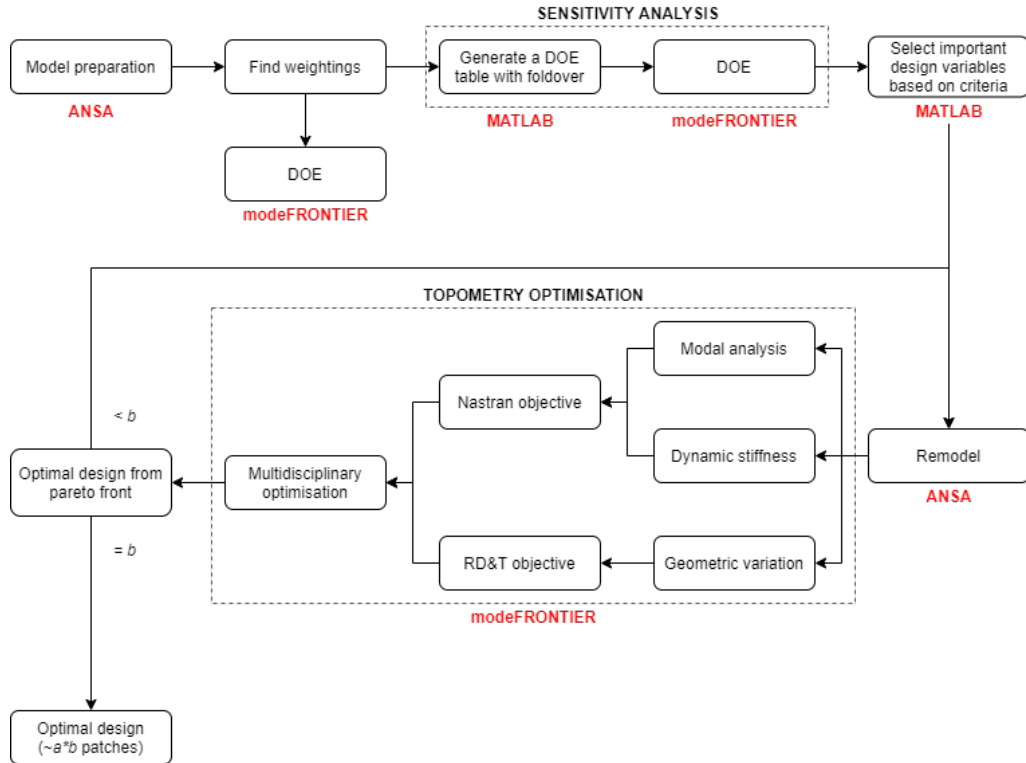 SENSITIVITY ANALYSIS
Model preparation
ANSA
Find weightings
Generate a DOE
table with foldover
MATLAB
DOE
modeFRONTIER
Select important
design variables
based on criteria
MATLAB
DOE
modeFRONTIER
TOPOMETRY OPTIMISATION
Modal analysis
Nastran objective
< b
Dynamic stiffness
Remodel
ANSA
Optimal design from
pareto front
Multidisciplinary
optimisation
= b
RD&T objective
Geometric variation
modeFRONTIER
Optimal design
(~a*b patches)